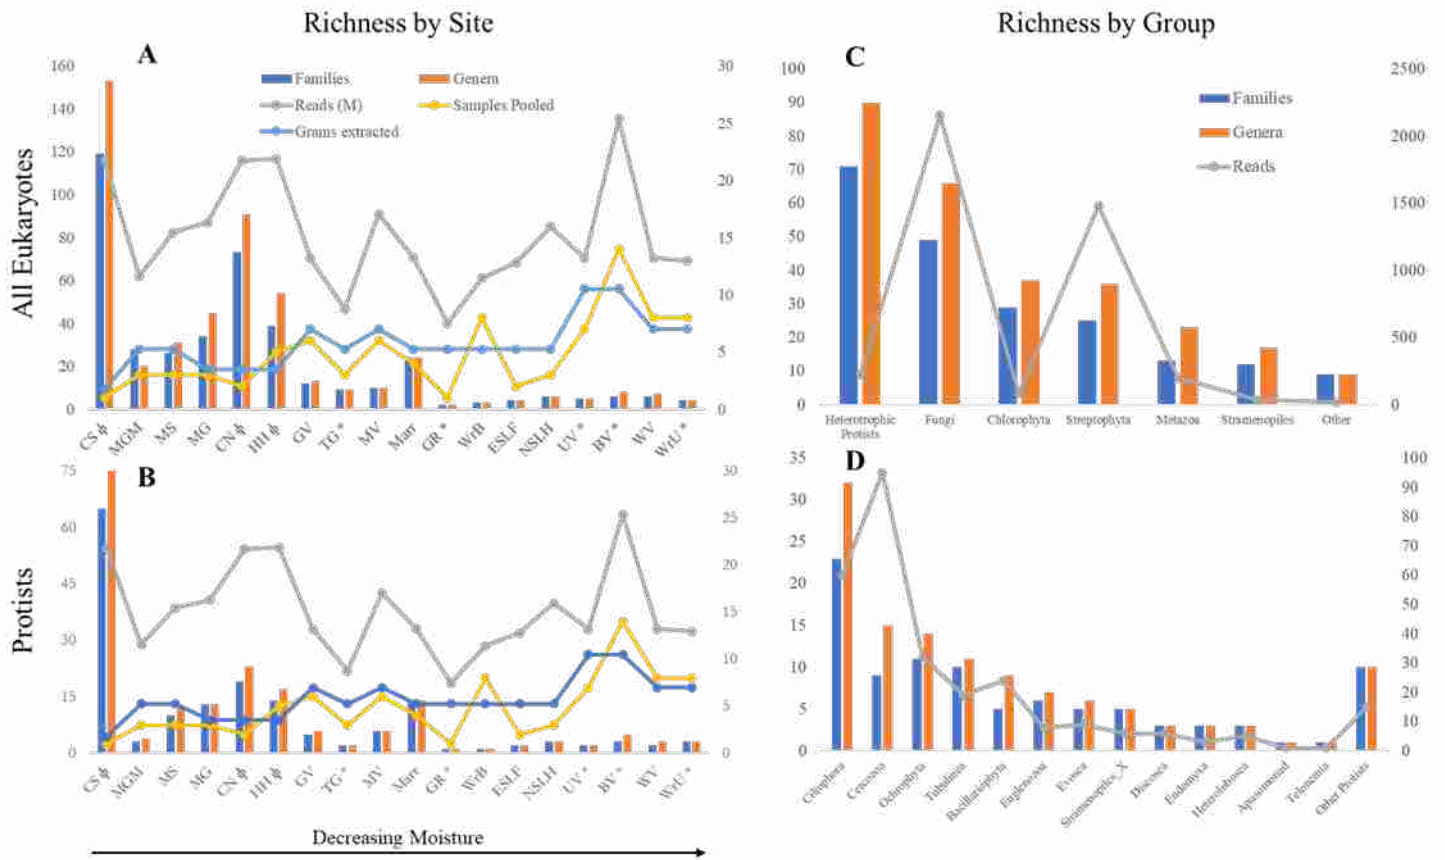 Richness by Site
Richness by Group
All Eukaryotes
A
Families
Genera
Reads (M)
Samples Pooled
Grams extracted
160
140
120
100
80
60
40
20
0
30
25
20
15
10
5
0
CS ϕ
MGM
MS
MG
CN ϕ
HH ϕ
GV
TG *
MV
Marr
GR *
WrB
ESLF
NSLH
UV *
BV *
WV
WrU *
C
Families
Genera
Reads
100
90
80
70
60
50
40
30
20
10
0
2500
2000
1500
1000
500
0
Heterotrophic
Protists
Fungi
Chlorophyta
Streptophyta
Metazoa
Stramenopiles
Other
Protists
B
75
60
45
30
15
0
30
25
20
15
10
5
0
CS ϕ
MGM
MS
MG
CN ϕ
HH ϕ
GV
TG *
MV
Marr
GR *
WrB
ESLF
NSLH
UV *
BV *
WV
WrU *
Decreasing Moisture
D
35
30
25
20
15
10
5
0
100
90
80
70
60
50
40
30
20
10
0
Ciliophora
Cercozoa
Ochrophyta
Tubulinea
Bacillariophyta
Euglenozoa
Evosea
Stramenopiles_X
Discosea
Endomyxa
Heterolobosea
Apusomonad
Telonemia
Other Protists